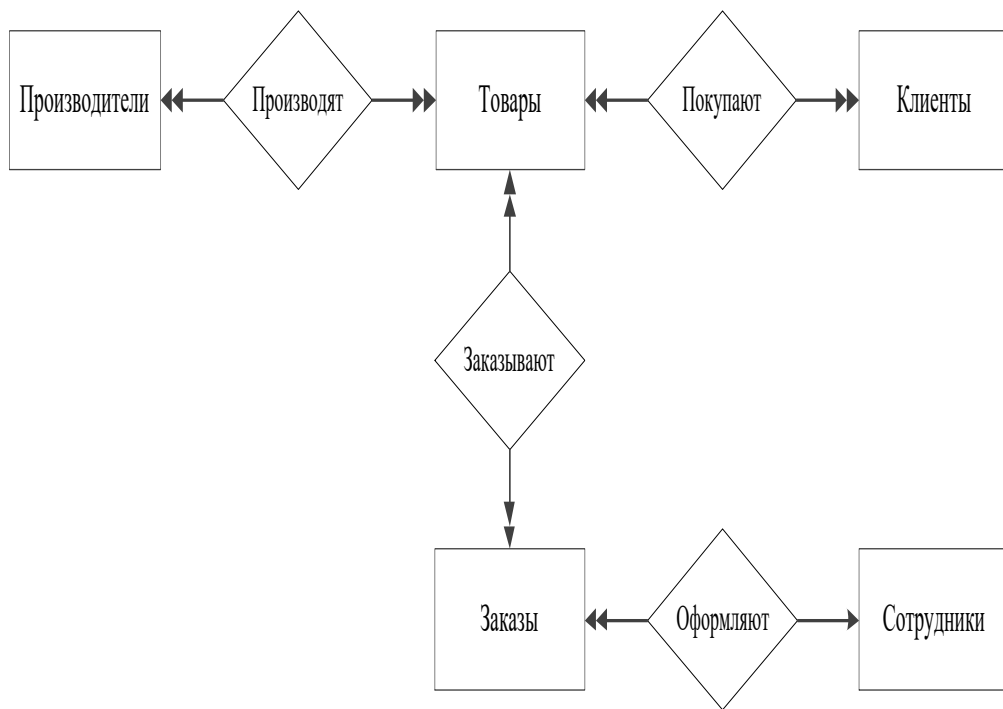 Производители
Производят
Товары
Покупают
Клиенты
Заказывают
Заказы
Оформляют
Сотрудники